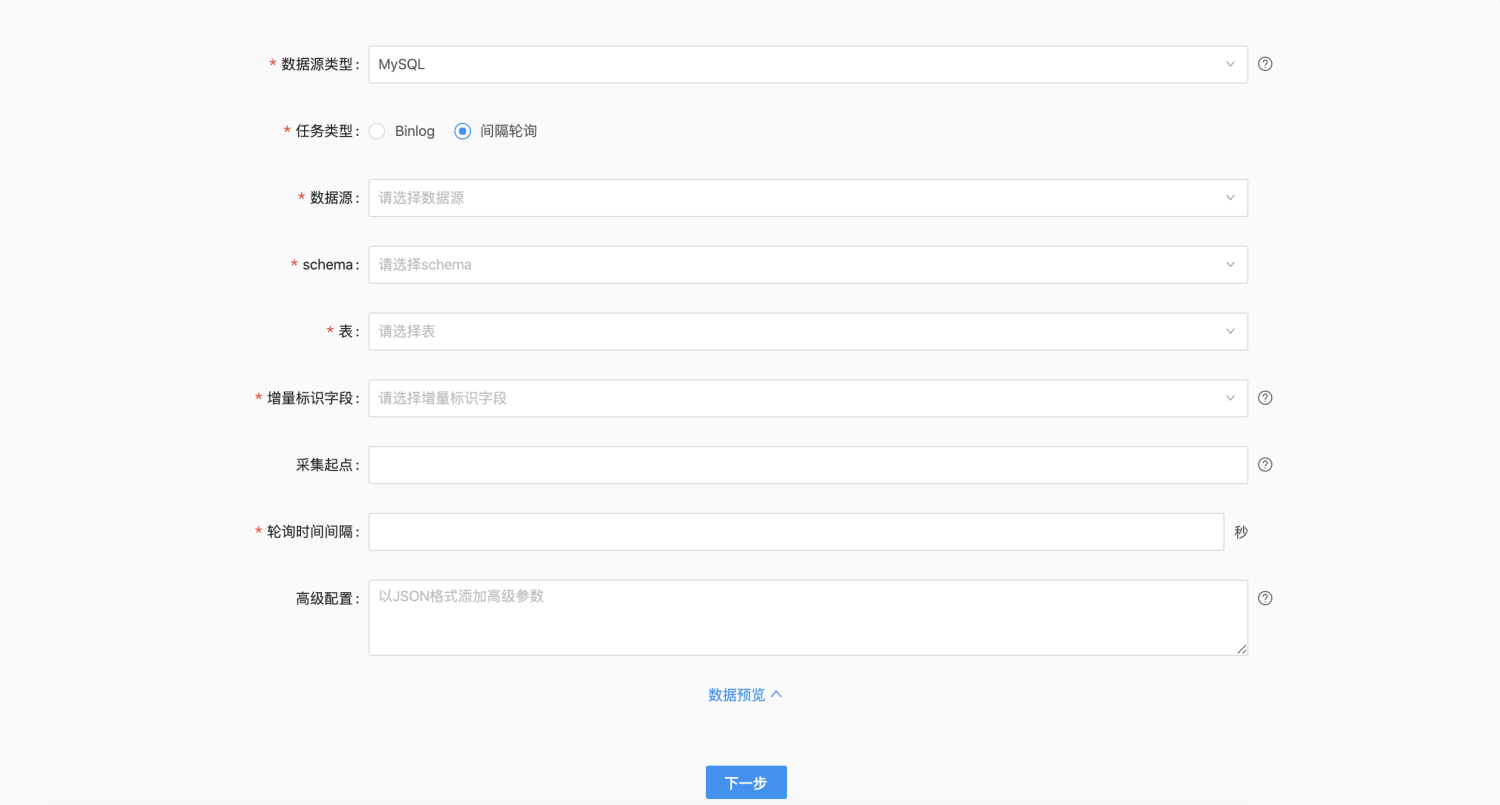 * 数据源类型: MySQL
* 任务类型: Binlog 间隔轮询
* 数据源: 请选择数据源
* schema: 请选择schema
* 表: 请选择表
* 增量标识字段: 请选择增量标识字段
采集起点:
* 轮询时间间隔: 秒
高级配置: 以JSON格式添加高级参数
数据预览
下一步